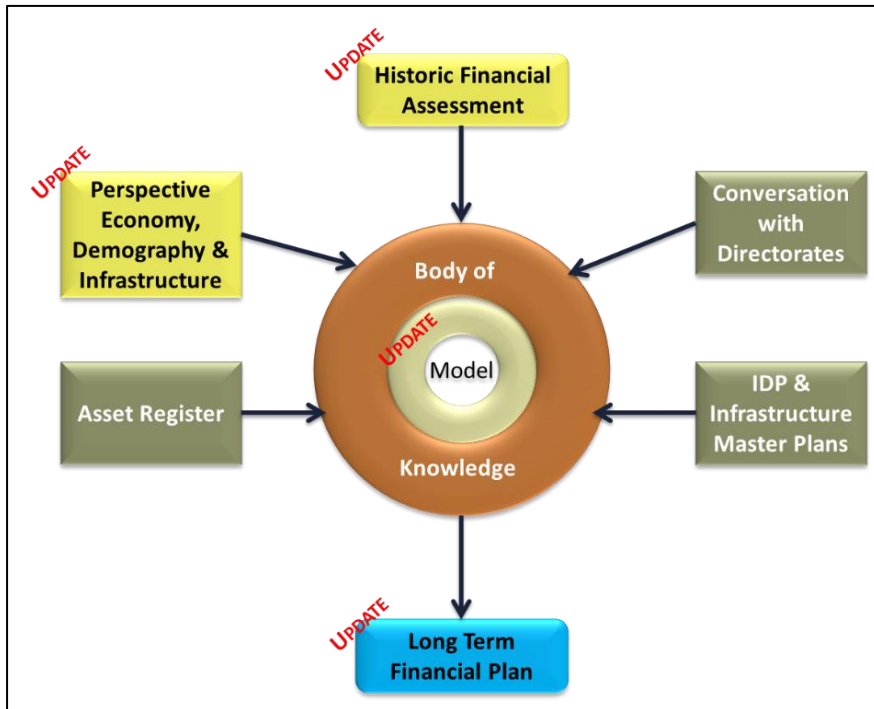 UPDATE
Historic Financial
Assessment
UPDATE
Perspective
Economy,
Demography &
Infrastructure
Conversation
with
Directorates
Body of
UPDATE
Model
Knowledge
Asset Register
IDP &
Infrastructure
Master Plans
UPDATE
Long Term
Financial Plan